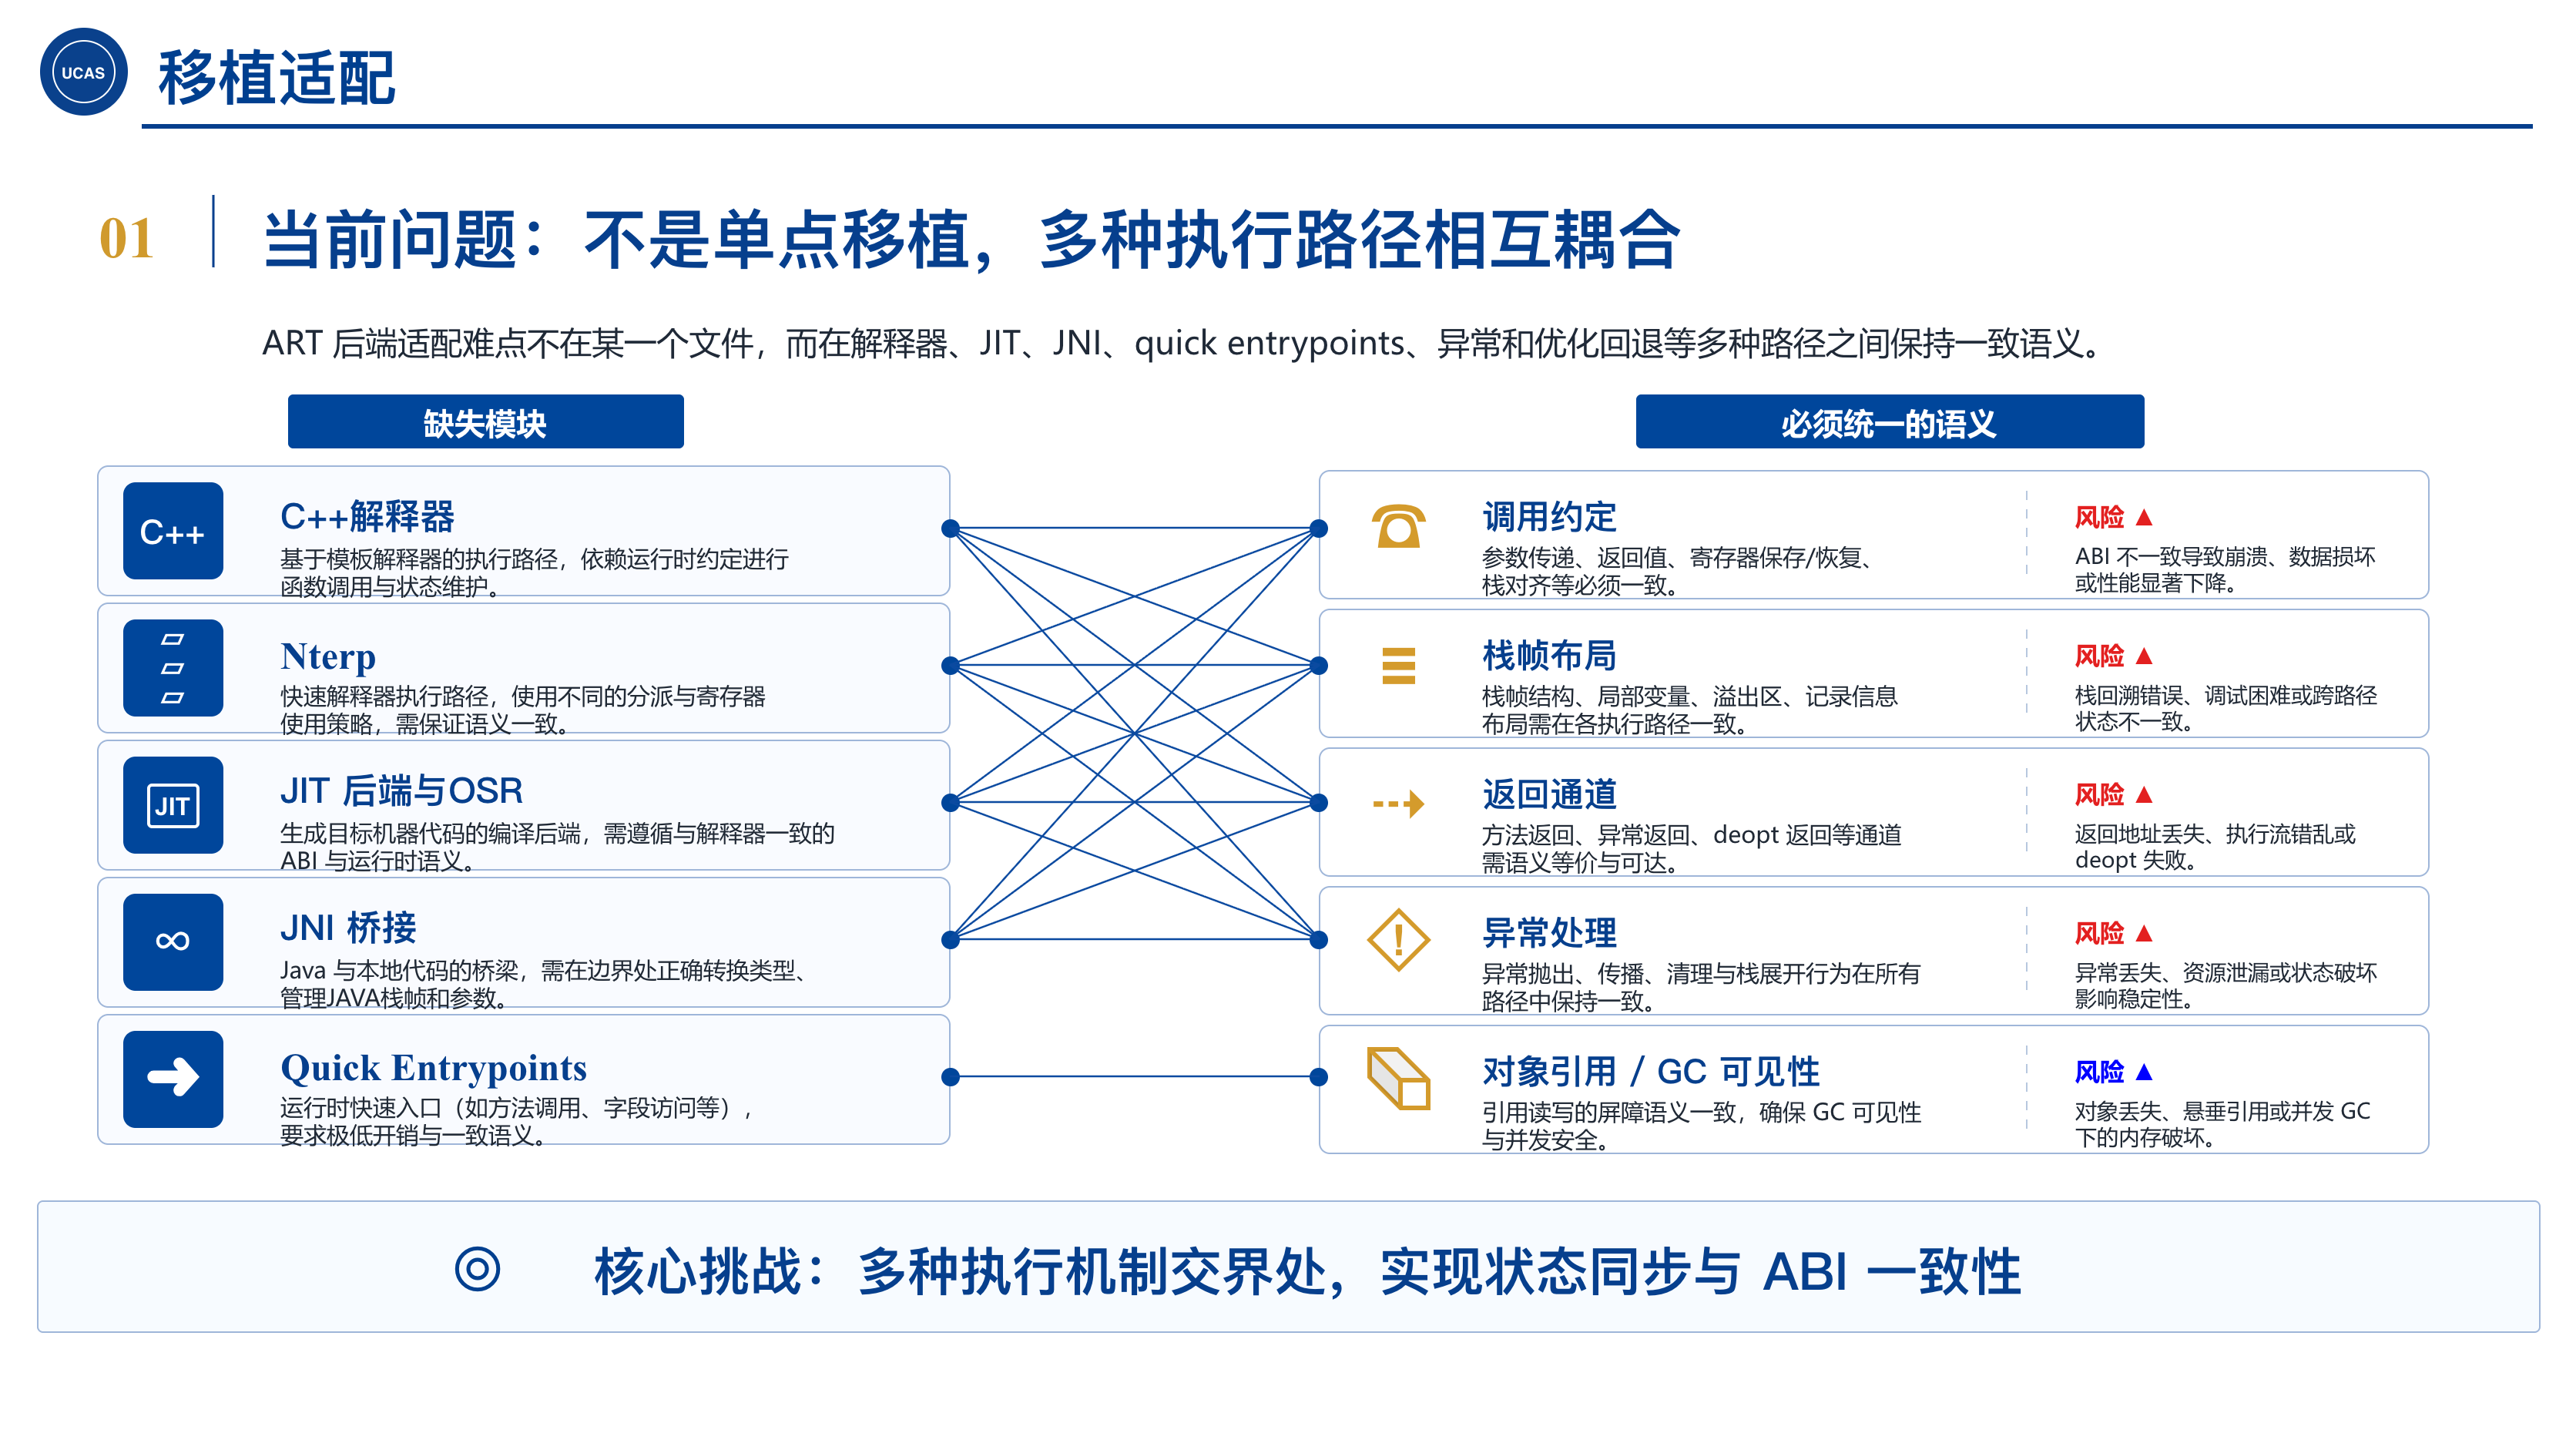 UCAS
移植适配
01
当前问题：不是单点移植，多种执行路径相互耦合
ART 后端适配难点不在某一个文件，而在解释器、JIT、JNI、quick entrypoints、异常和优化回退等多种路径之间保持一致语义。
缺失模块
C++
C++解释器
基于模板解释器的执行路径，依赖运行时约定进行
函数调用与状态维护。
Nterp
快速解释器执行路径，使用不同的分派与寄存器
使用策略，需保证语义一致。
JIT
JIT 后端与OSR
生成目标机器代码的编译后端，需遵循与解释器一致的
ABI 与运行时语义。
∞
JNI 桥接
Java 与本地代码的桥梁，需在边界处正确转换类型、
管理JAVA栈帧和参数。
Quick Entrypoints
运行时快速入口（如方法调用、字段访问等），
要求极低开销与一致语义。
必须统一的语义
调用约定
参数传递、返回值、寄存器保存/恢复、
栈对齐等必须一致。
风险 ▲
ABI 不一致导致崩溃、数据损坏
或性能显著下降。
栈帧布局
栈帧结构、局部变量、溢出区、记录信息
布局需在各执行路径一致。
风险 ▲
栈回溯错误、调试困难或跨路径
状态不一致。
返回通道
方法返回、异常返回、deopt 返回等通道
需语义等价与可达。
风险 ▲
返回地址丢失、执行流错乱或
deopt 失败。
异常处理
异常抛出、传播、清理与栈展开行为在所有
路径中保持一致。
风险 ▲
异常丢失、资源泄漏或状态破坏
影响稳定性。
对象引用 / GC 可见性
引用读写的屏障语义一致，确保 GC 可见性
与并发安全。
风险 ▲
对象丢失、悬垂引用或并发 GC
下的内存破坏。
◎ 核心挑战：多种执行机制交界处，实现状态同步与 ABI 一致性